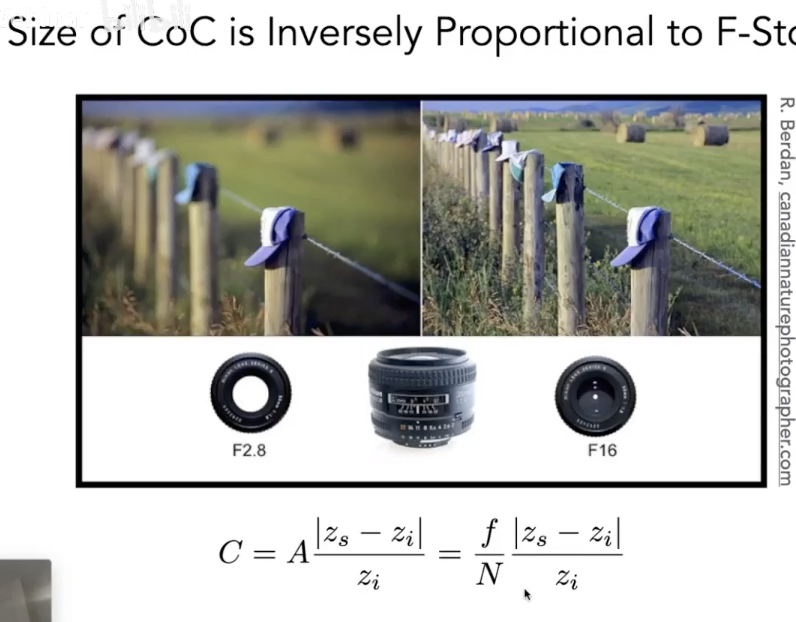 Size of CoC is Inversely Proportional to F-Sto
R. Berdan, canadiannaturephotographer.com
F2.8
F16
C = A |z_s − z_i| / z_i = f / N |z_s − z_i| / z_i